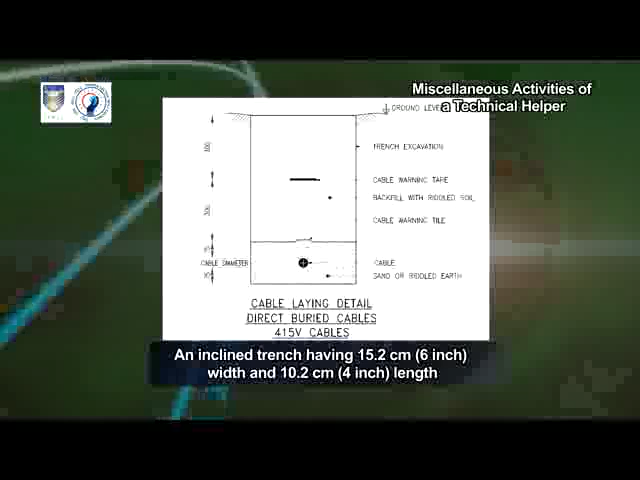 Miscellaneous Activities of
a Technical Helper
GROUND LEVEL
TRENCH EXCAVATION
CABLE WARNING TAPE
BACKFILL WITH RIDDLED SOIL
CABLE WARNING TILE
CABLE DIAMETER
CABLE
SAND OR RIDDLED EARTH
CABLE LAYING DETAIL
DIRECT BURIED CABLES
415V CABLES
An inclined trench having 15.2 cm (6 inch)
width and 10.2 cm (4 inch) length